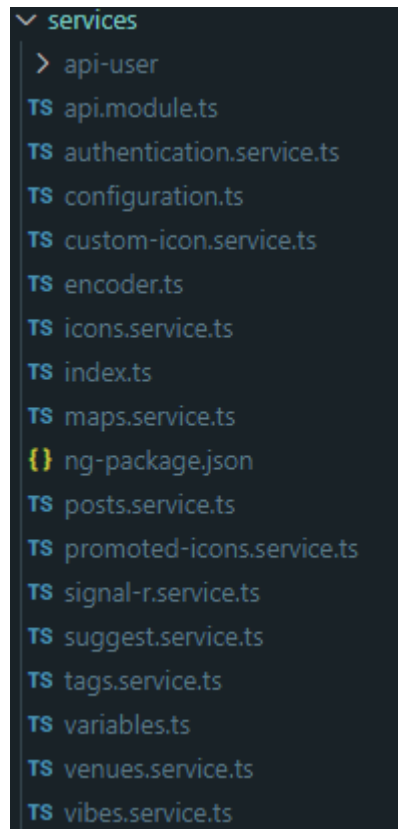 services
api-user
TS api.module.ts
TS authentication.service.ts
TS configuration.ts
TS custom-icon.service.ts
TS encoder.ts
TS icons.service.ts
TS index.ts
TS maps.service.ts
{} ng-package.json
TS posts.service.ts
TS promoted-icons.service.ts
TS signal-r.service.ts
TS suggest.service.ts
TS tags.service.ts
TS variables.ts
TS venues.service.ts
TS vibes.service.ts